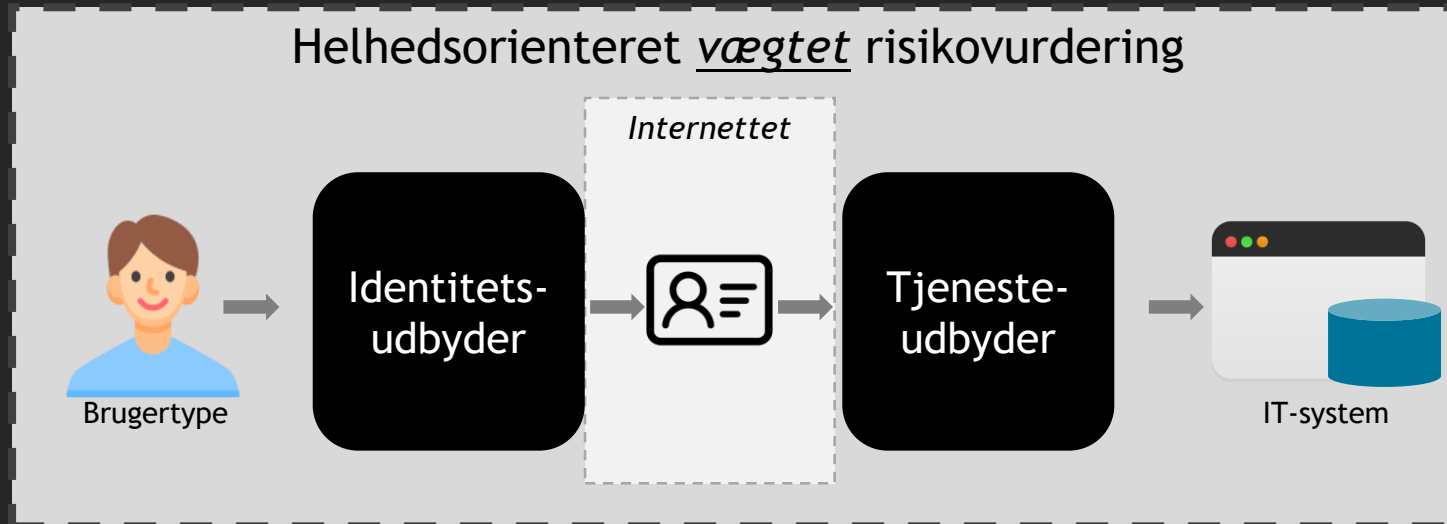 Helhedsorienteret vægtet risikovurdering
Internettet
Identitets-
udbyder
Tjeneste-
udbyder
Brugertype
IT-system